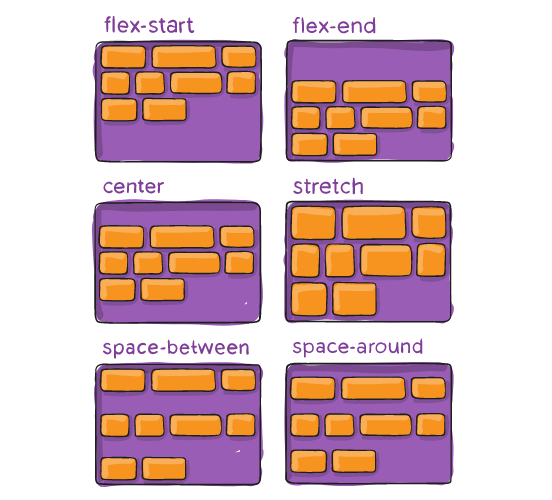 flex-start
flex-end
center
stretch
space-between
space-around